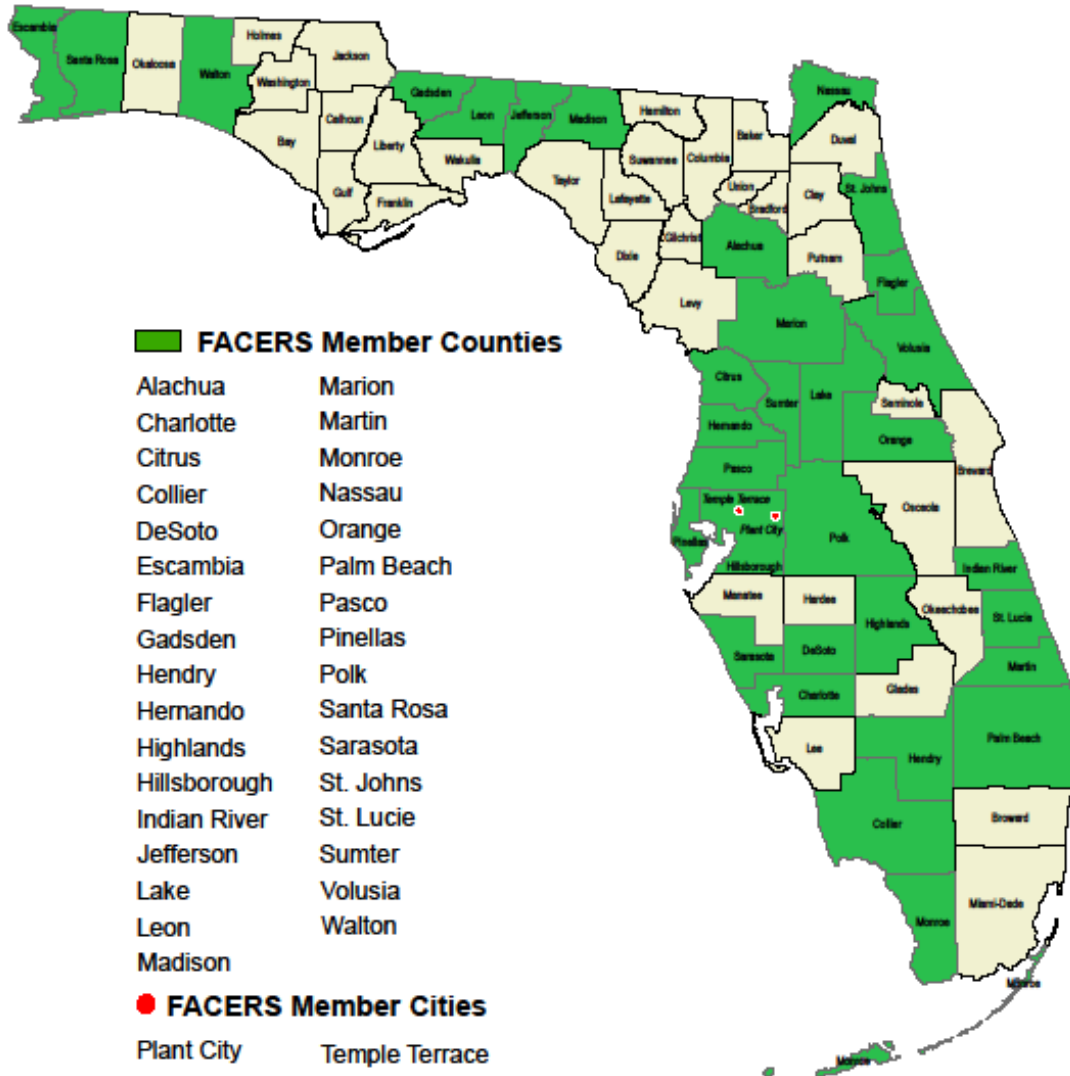 Escambia
Santa Rosa
Okaloosa
Walton
Holmes
Washington
Jackson
Bay
Calhoun
Gulf
Liberty
Franklin
Gadsden
Leon
Wakulla
Jefferson
Madison
Taylor
Hamilton
Suwannee
Lafayette
Dixie
Columbia
Baker
Union
Bradford
Gilchrist
Levy
Alachua
Nassau
Duval
Clay
St. Johns
Putnam
Flagler
Marion
Volusia
Citrus
Sumter
Lake
Seminole
Hernando
Orange
Pasco
Brevard
Osceola
Temple Terrace
Plant City
Polk
Pinellas
Hillsborough
Indian River
Manatee
Hardee
Highlands
Okeechobee
St. Lucie
Sarasota
DeSoto
Martin
Charlotte
Glades
Lee
Hendry
Palm Beach
Collier
Broward
Monroe
Miami-Dade
Monroe
Monroe
FACERS Member Counties
Alachua
Charlotte
Citrus
Collier
DeSoto
Escambia
Flagler
Gadsden
Hendry
Hernando
Highlands
Hillsborough
Indian River
Jefferson
Lake
Leon
Madison
Marion
Martin
Monroe
Nassau
Orange
Palm Beach
Pasco
Pinellas
Polk
Santa Rosa
Sarasota
St. Johns
St. Lucie
Sumter
Volusia
Walton
FACERS Member Cities
Plant City
Temple Terrace